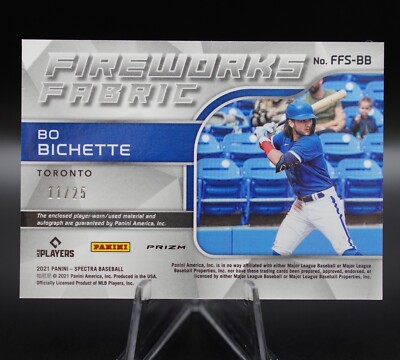 FIREWORKS
FABRIC
No. FFS-BB
BO
BICHETTE
TORONTO
11/25
The enclosed player-worn/used material and
autograph are guaranteed by Panini America, Inc.
MLB PLAYERS
PANINI
PRIZM
2021 PANINI – SPECTRA BASEBALL
© 2021 Panini America, Inc. Produced in the USA.
Officially Licensed Product of MLB Players, Inc.
Panini America, Inc. is in no way affiliated with either Major League Baseball or Major League
Baseball Properties, Inc., nor have these trading cards been prepared, approved, endorsed, or
licensed by either Major League Baseball or Major League Baseball Properties, Inc.